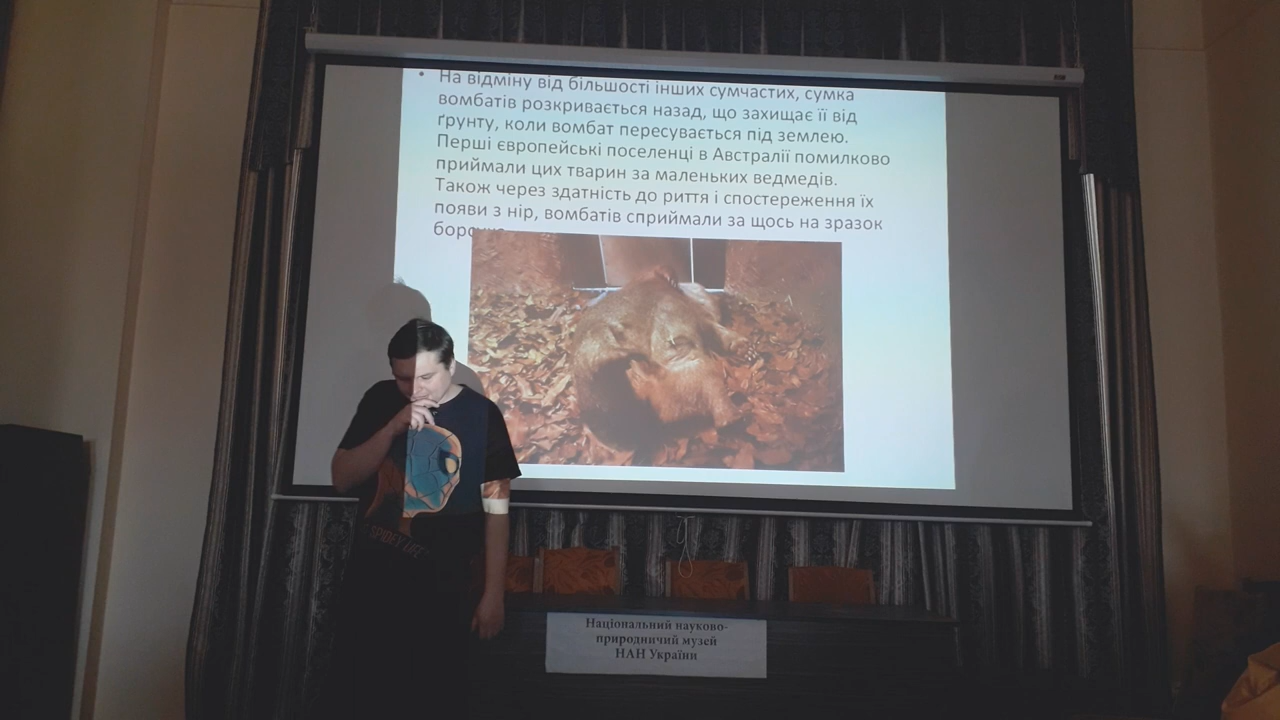 • На відміну від більшості інших сумчастих, сумка
вомбатів розкривається назад, що захищає її від
ґрунту, коли вомбат пересувається під землею.
Перші європейські поселенці в Австралії помилково
приймали цих тварин за маленьких ведмедів.
Також через здатність до риття і спостереження їх
появи з нір, вомбатів сприймали за щось на зразок
SPIDEY LIFE
Національний науково-
природничий музей
НАН України